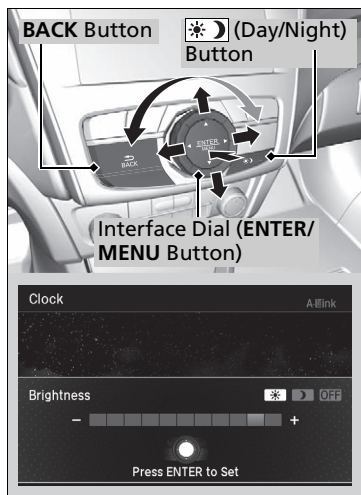 BACK Button
(Day/Night)
Button
BACK
ENTER
MENU
Interface Dial (ENTER/
MENU Button)
Clock
Brightness
OFF
− +
Press ENTER to Set